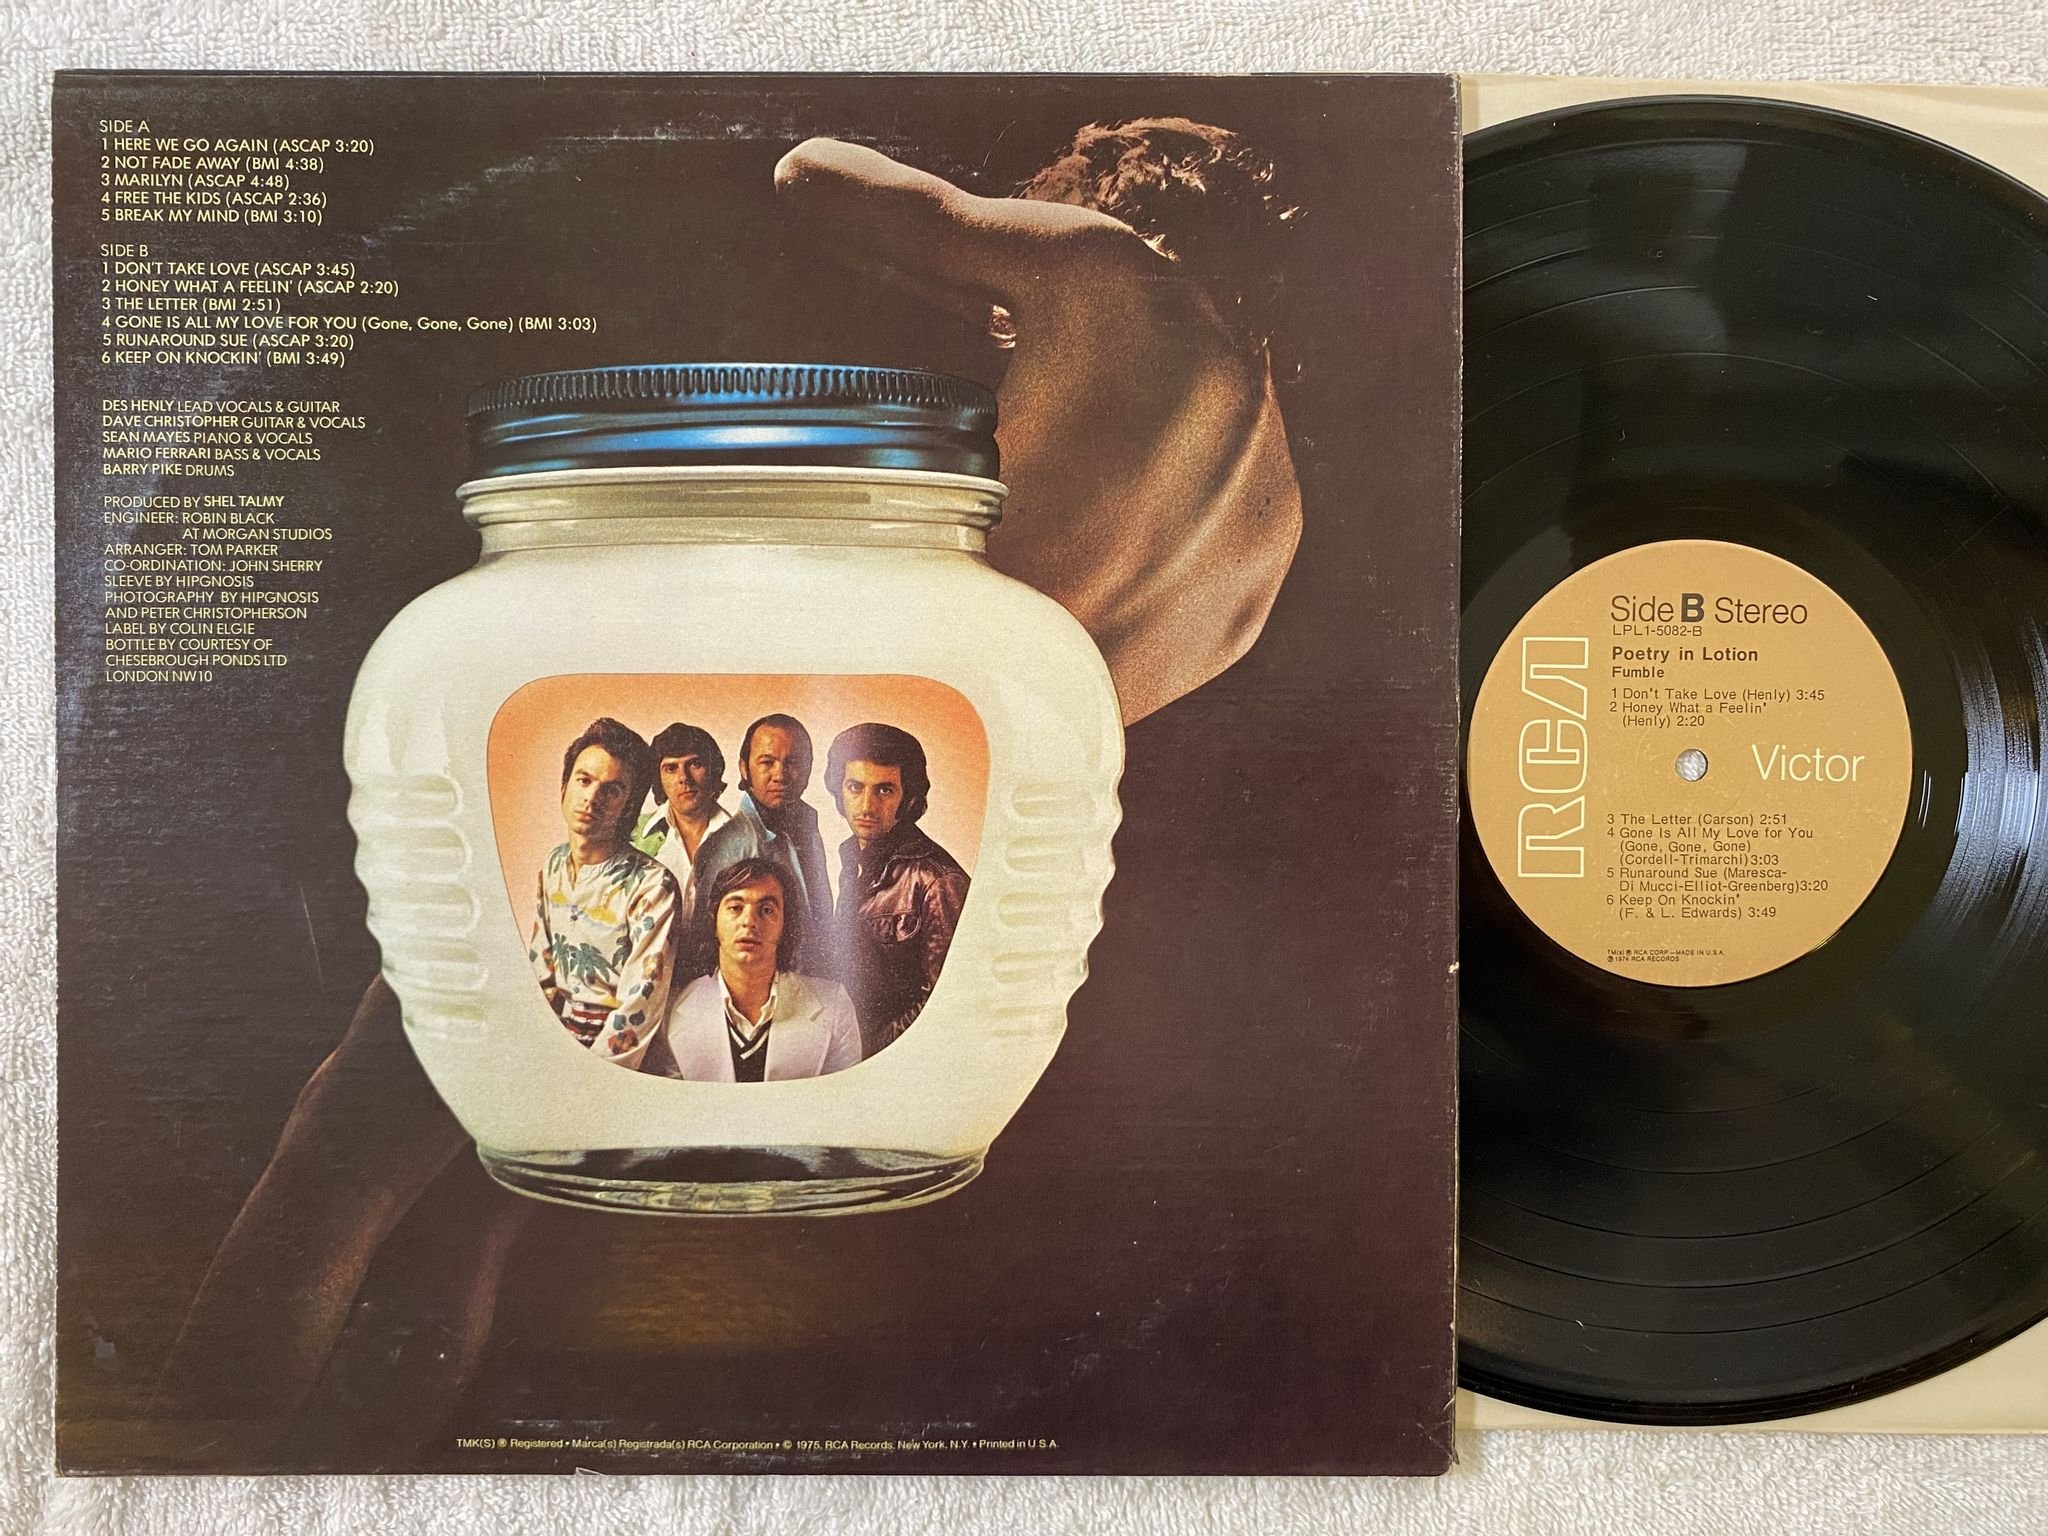 SIDE A
1 HERE WE GO AGAIN (ASCAP 3:20)
2 NOT FADE AWAY (BMI 4:38)
3 MARILYN (ASCAP 4:48)
4 FREE THE KIDS (ASCAP 2:36)
5 BREAK MY MIND (BMI 3:10)
SIDE B
1 DON'T TAKE LOVE (ASCAP 3:45)
2 HONEY WHAT A FEELIN' (ASCAP 2:20)
3 THE LETTER (BMI 2:51)
4 GONE IS ALL MY LOVE FOR YOU (Gone, Gone, Gone) (BMI 3:03)
5 RUNAROUND SUE (ASCAP 3:20)
6 KEEP ON KNOCKIN' (BMI 3:49)
DES HENLY LEAD VOCALS & GUITAR
DAVE CHRISTOPHER GUITAR & VOCALS
SEAN MAYES PIANO & VOCALS
MARIO FERRARI BASS & VOCALS
BARRY PIKE DRUMS
PRODUCED BY SHEL TALMY
ENGINEER: ROBIN BLACK
AT MORGAN STUDIOS
ARRANGER: TOM PARKER
CO-ORDINATION: JOHN SHERRY
SLEEVE BY HIPGNOSIS
PHOTOGRAPHY BY HIPGNOSIS
AND PETER CHRISTOPHERSON
LABEL BY COLIN ELGIE
BOTTLE BY COURTESY OF
CHESEBROUGH PONDS LTD
LONDON NW10
TMK(S) ® Registered • Marca(s) Registrada(s) RCA Corporation • © 1975, RCA Records, New York, N.Y. • Printed in U.S.A.
Side B Stereo
LPL1-5082-B
Poetry in Lotion
Fumble
1 Don't Take Love (Henly) 3:45
2 Honey What a Feelin'
(Henly) 2:20
RCA
Victor
3 The Letter (Carson) 2:51
4 Gone Is All My Love for You
(Gone, Gone, Gone)
(Cordell-Trimarchi) 3:03
5 Runaround Sue (Maresca-
Di Mucci-Elliot-Greenberg) 3:20
6 Keep On Knockin'
(F. & L. Edwards) 3:49
TM(s) ® RCA CORP.—MADE IN U.S.A.
℗ 1974 RCA RECORDS